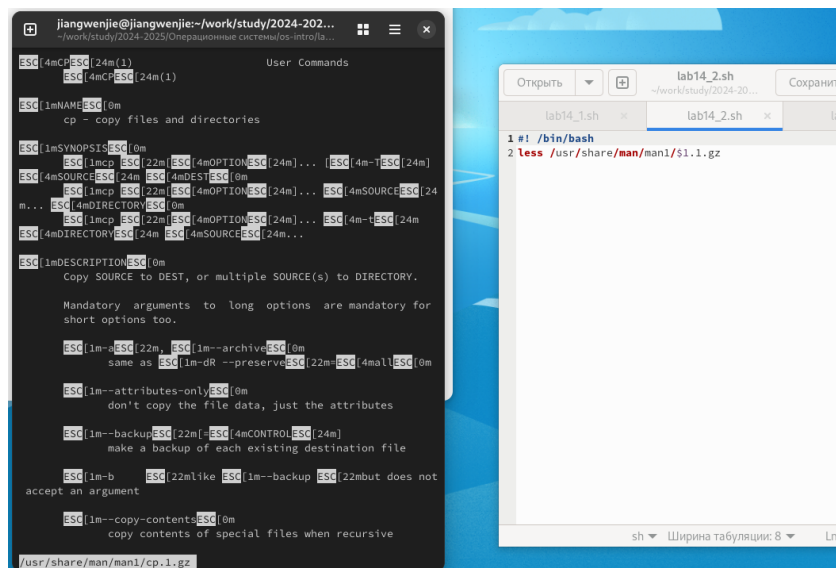 jiangwenjie@jiangwenjie:~/work/study/2024-202...
~/work/study/2024-2025/Операционные системы/os-intro/la...
ESC[4mCPESC[24m(1) User Commands
ESC[4mCPESC[24m(1)
ESC[1mNAMEESC[0m
cp - copy files and directories
ESC[1mSYNOPSISESC[0m
ESC[1mcp ESC[22m[ESC[4mOPTIONESC[24m]... [ESC[4m-TESC[24m]
ESC[4mSOURCEESC[24m ESC[4mDESTESC[0m
ESC[1mcp ESC[22m[ESC[4mOPTIONESC[24m]... ESC[4mSOURCEESC[24
m... ESC[4mDIRECTORYESC[0m
ESC[1mcp ESC[22m[ESC[4mOPTIONESC[24m]... ESC[4m-tESC[24m
ESC[4mDIRECTORYESC[24m ESC[4mSOURCEESC[24m...
ESC[1mDESCRIPTIONESC[0m
Copy SOURCE to DEST, or multiple SOURCE(s) to DIRECTORY.
Mandatory arguments to long options are mandatory for
short options too.
ESC[1m-aESC[22m, ESC[1m--archiveESC[0m
same as ESC[1m-dR --preserveESC[22m=ESC[4mallESC[0m
ESC[1m--attributes-onlyESC[0m
don't copy the file data, just the attributes
ESC[1m--backupESC[22m[=ESC[4mCONTROLESC[24m]
make a backup of each existing destination file
ESC[1m-b ESC[22mlike ESC[1m--backup ESC[22mbut does not
accept an argument
ESC[1m--copy-contentsESC[0m
copy contents of special files when recursive
/usr/share/man/man1/cp.1.gz
Открыть
lab14_2.sh
~/work/study/2024-20...
Сохранит
lab14_1.sh
lab14_2.sh
1 #! /bin/bash
2 less /usr/share/man/man1/$1.1.gz
sh Ширина табуляции: 8 Ln